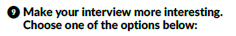 9 Make your interview more interesting.
Choose one of the options below: